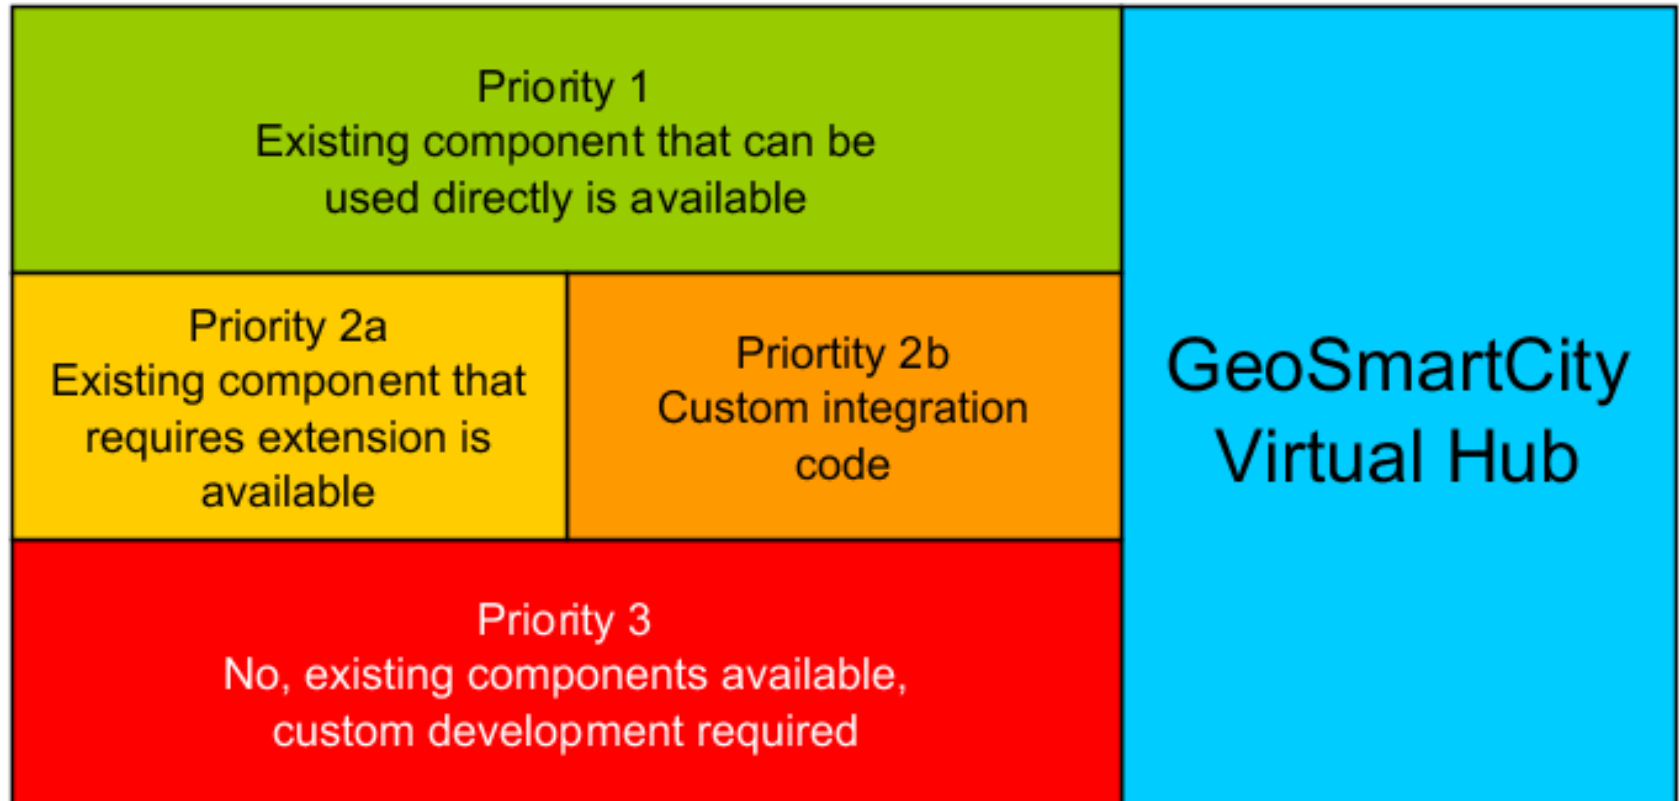 Priority 1
Existing component that can be
used directly is available
Priority 2a
Existing component that
requires extension is
available
Priortity 2b
Custom integration
code
Priority 3
No, existing components available,
custom development required
GeoSmartCity
Virtual Hub